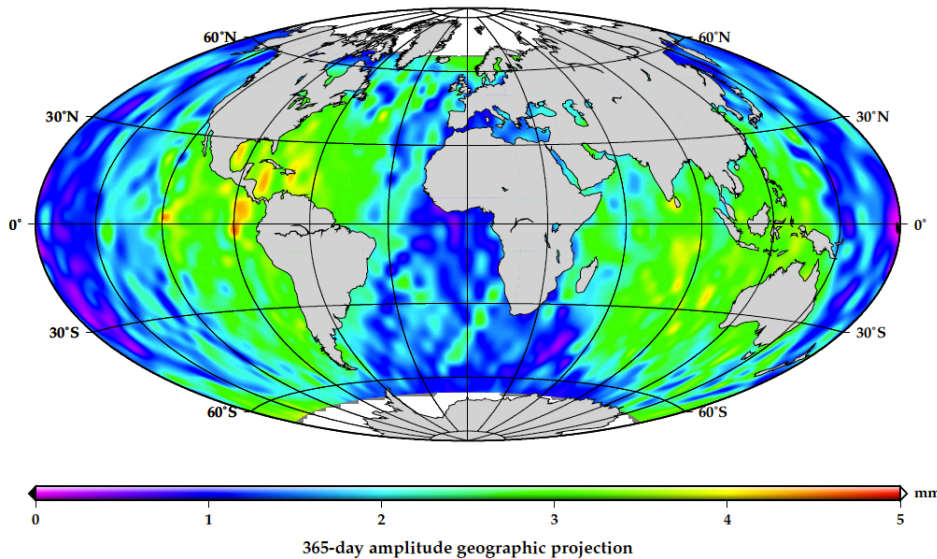 60˚N 60˚N
30˚N 30˚N
0˚ 0˚
30˚S 30˚S
60˚S 60˚S
mm
0 1 2 3 4 5
365-day amplitude geographic projection